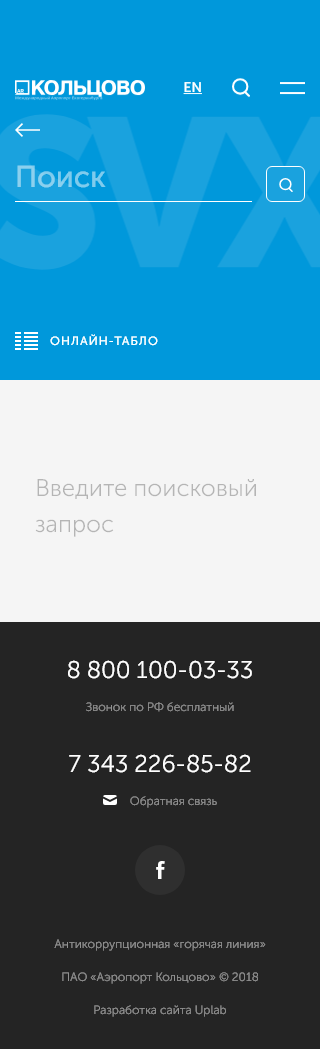 КОЛЬЦОВО
Международный Аэропорт Екатеринбурга
EN
SVX
Поиск
ОНЛАЙН-ТАБЛО
Введите поисковый
запрос
8 800 100-03-33
Звонок по РФ бесплатный
7 343 226-85-82
Обратная связь
f
Антикоррупционная «горячая линия»
ПАО «Аэропорт Кольцово» © 2018
Разработка сайта Uplab